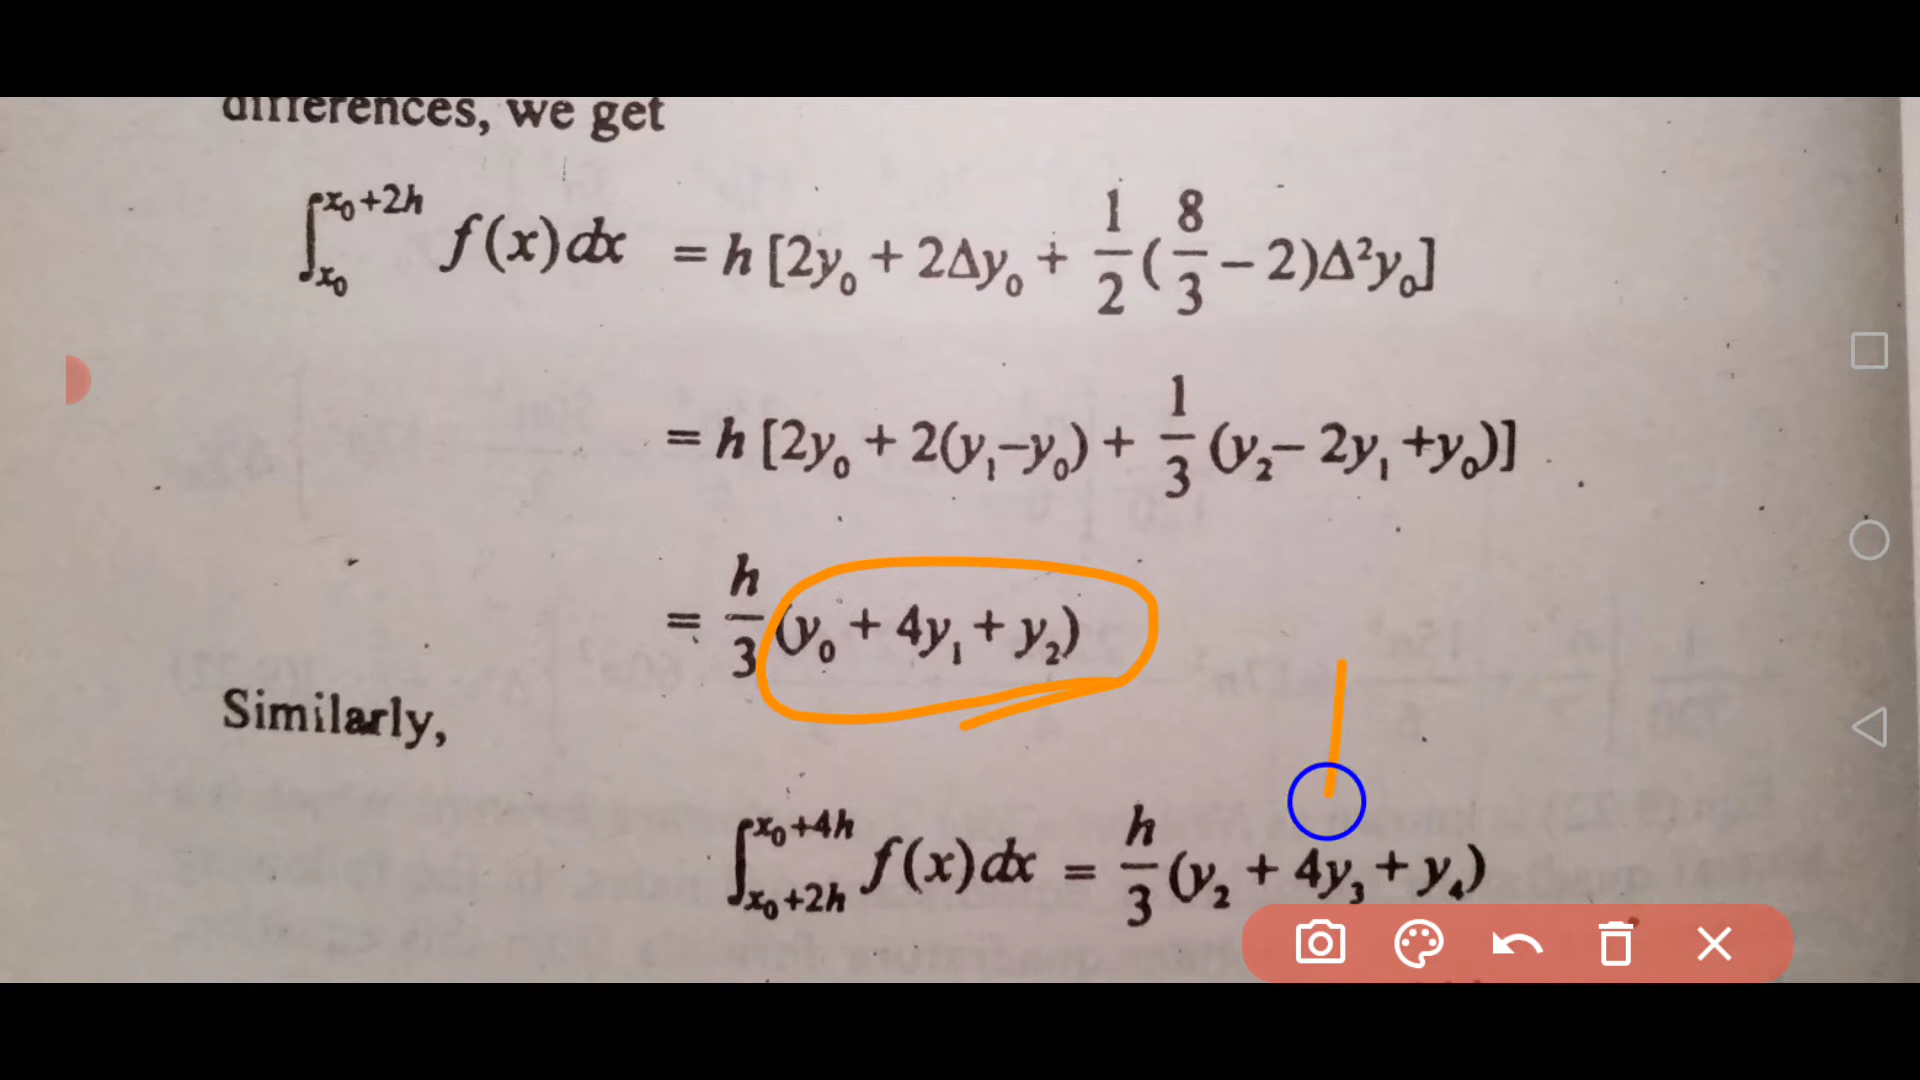 differences, we get
∫_{x₀}^{x₀+2h} f(x)dx = h [2y₀ + 2Δy₀ + 1/2 (8/3 − 2)Δ²y₀]
= h [2y₀ + 2(y₁−y₀) + 1/3 (y₂− 2y₁ +y₀)]
= h/3 (y₀ + 4y₁ + y₂)
Similarly,
∫_{x₀+2h}^{x₀+4h} f(x)dx = h/3 (y₂ + 4y₃ + y₄)